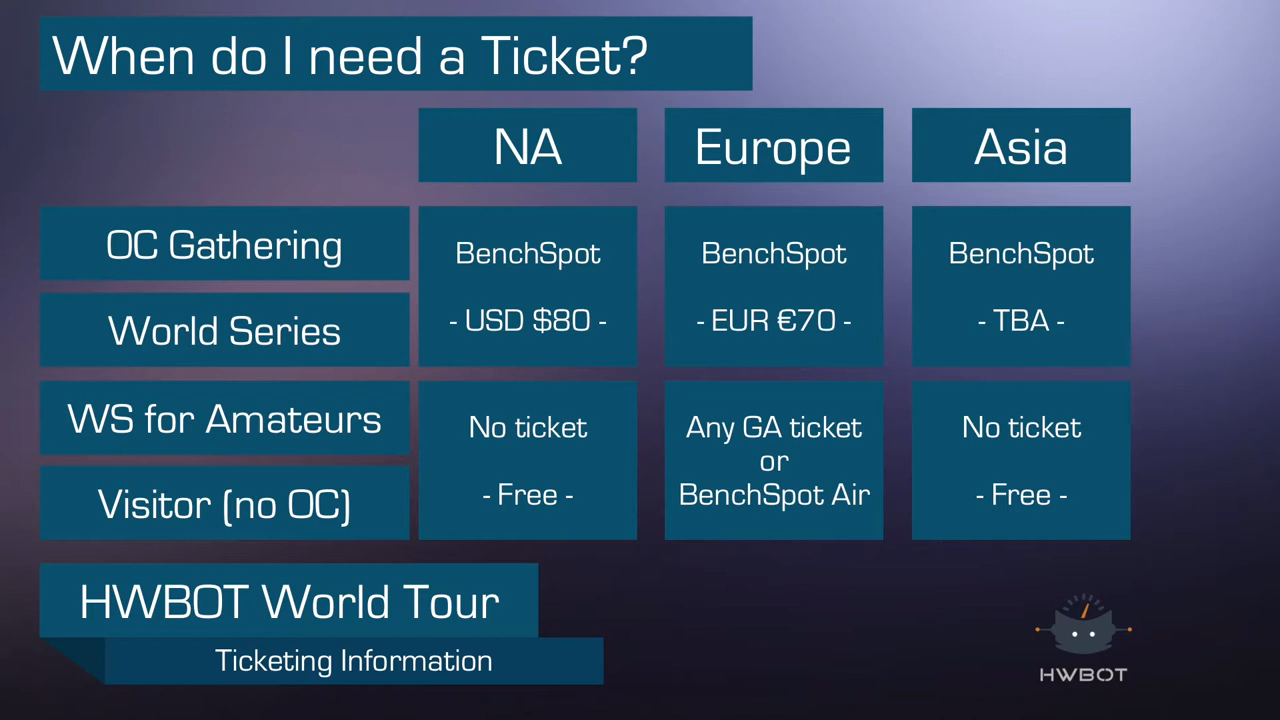 When do I need a Ticket?
NA
Europe
Asia
OC Gathering
World Series
BenchSpot
- USD $80 -
BenchSpot
- EUR €70 -
BenchSpot
- TBA -
WS for Amateurs
Visitor (no OC)
No ticket
- Free -
Any GA ticket
or
BenchSpot Air
No ticket
- Free -
HWBOT World Tour
Ticketing Information
HWBOT